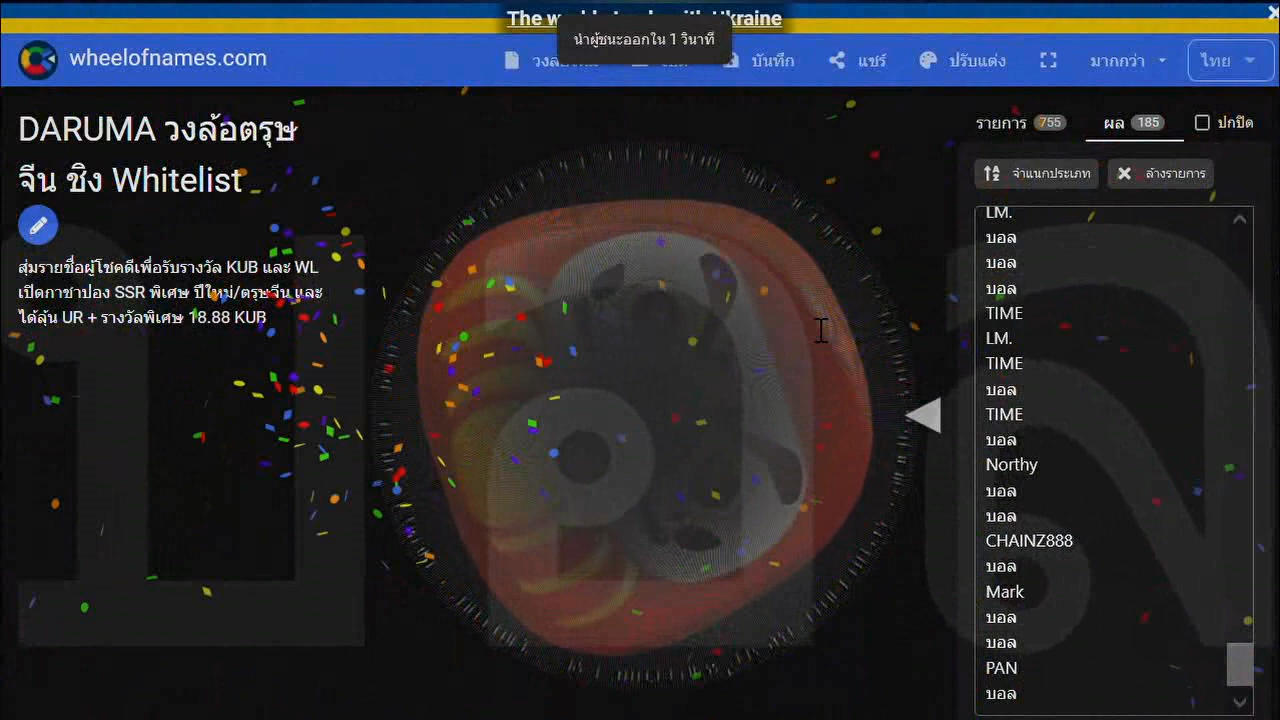 The world stands with Ukraine
นำผู้ชนะออกใน 1 วินาที
wheelofnames.com
บันทึก
แชร์
ปรับแต่ง
มากกว่า
ไทย
DARUMA วงล้อตรุษ
จีน ชิง Whitelist
สุ่มรายชื่อผู้โชคดีเพื่อรับรางวัล KUB และ WL
เปิดกาชาปอง SSR พิเศษ ปีใหม่/ตรุษจีน และ
ได้ลุ้น UR + รางวัลพิเศษ 18.88 KUB
รายการ 755
ผล 185
ปกปิด
จำแนกประเภท
ล้างรายการ
LM.
บอล
บอล
บอล
TIME
LM.
TIME
บอล
TIME
บอล
Northy
บอล
บอล
CHAINZ888
บอล
Mark
บอล
บอล
PAN
บอล
บอล